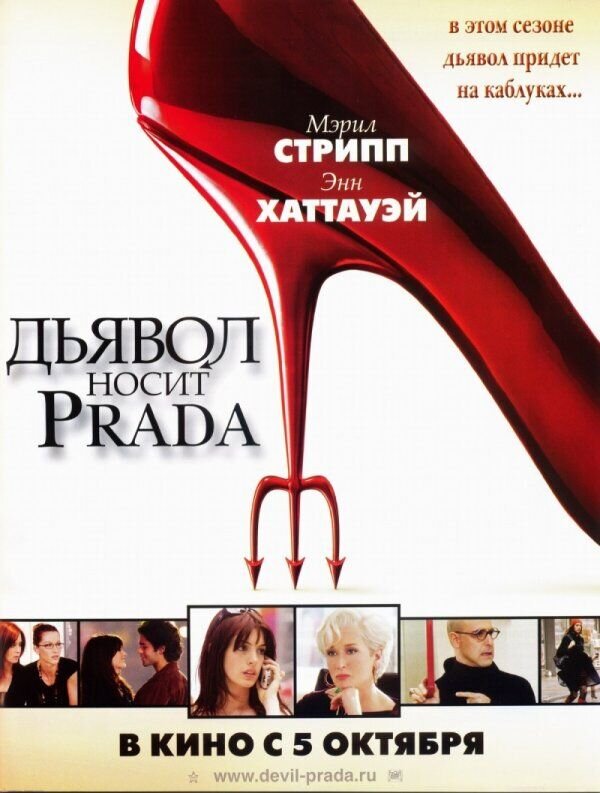 в этом сезоне
дьявол придет
на каблуках...
Мэрил
СТРИПП
Энн
ХАТТАУЭЙ
ДЬЯВОЛ
НОСИТ
PRADA
В КИНО С 5 ОКТЯБРЯ
www.devil-prada.ru